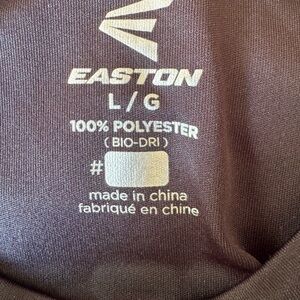 EASTON
L / G
100% POLYESTER
( BIO-DRI )
#
made in china
fabriqué en chine